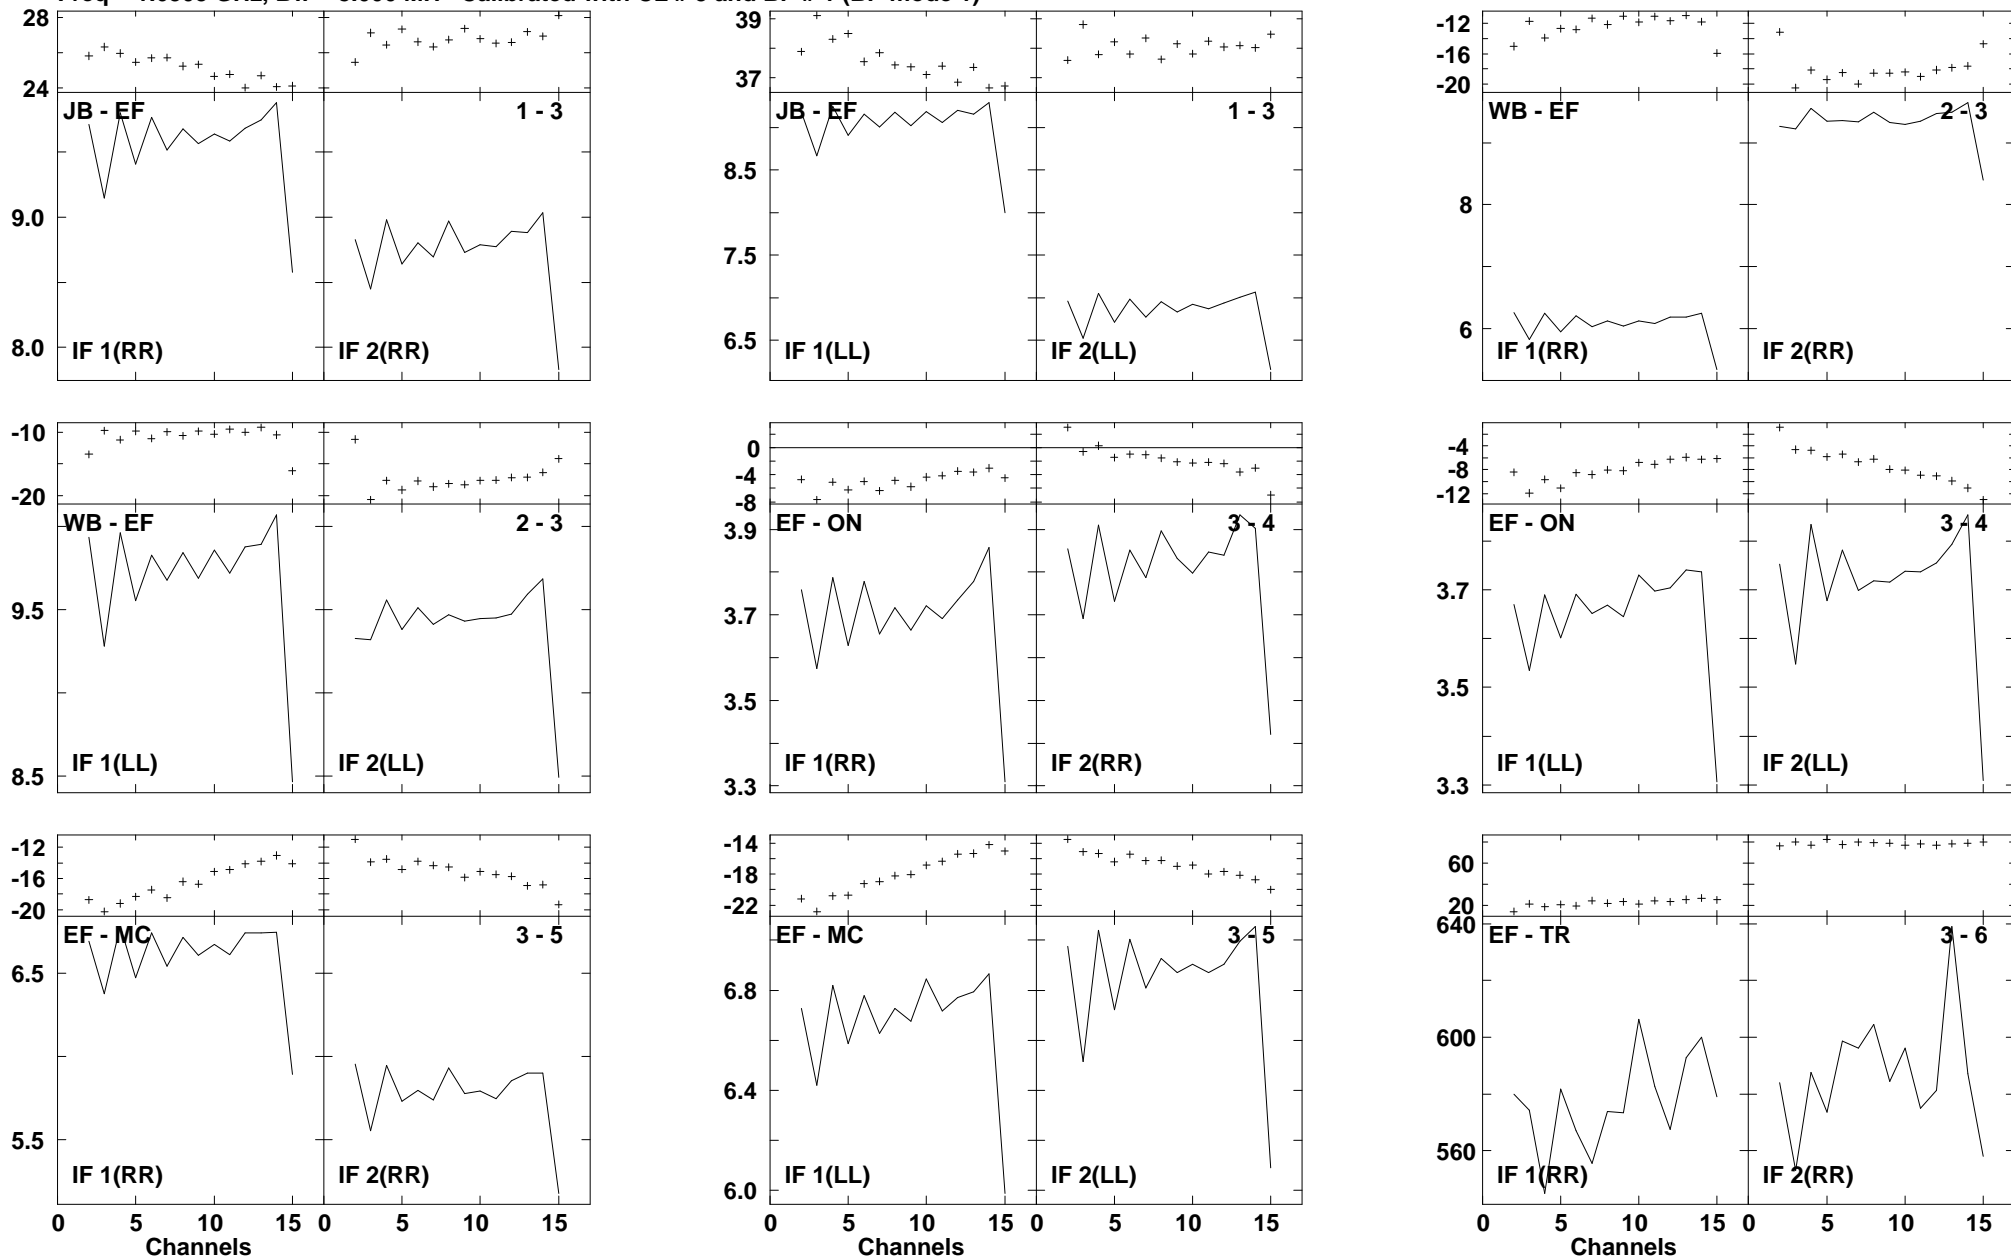 28 39 -12
-16
24 37 -20
JB - EF 1 - 3 JB - EF 1 - 3 WB - EF 2 - 3
8.5
9.0 8
7.5
8.0 6.5 6
IF 1(RR) IF 2(RR) IF 1(LL) IF 2(LL) IF 1(RR) IF 2(RR)
-10 0 -4
-4 -8
-20 -8 -12
WB - EF 2 - 3 EF - ON 3 - 4 EF - ON 3 - 4
3.9
9.5 3.7 3.7
3.5 3.5
8.5 3.3 3.3
IF 1(LL) IF 2(LL) IF 1(RR) IF 2(RR) IF 1(LL) IF 2(LL)
-12 -14
-16 -18 60
-20 -22 20
EF - MC 3 - 5 EF - MC 3 - 5 EF - TR 3 - 6
640
6.5 6.8
600
6.4
5.5 560
6.0
IF 1(RR) IF 2(RR) IF 1(LL) IF 2(LL) IF 1(RR) IF 2(RR)
0 5 10 15 0 5 10 15 0 5 10 15 0 5 10 15 0 5 10 15 0 5 10 15
Channels Channels Channels